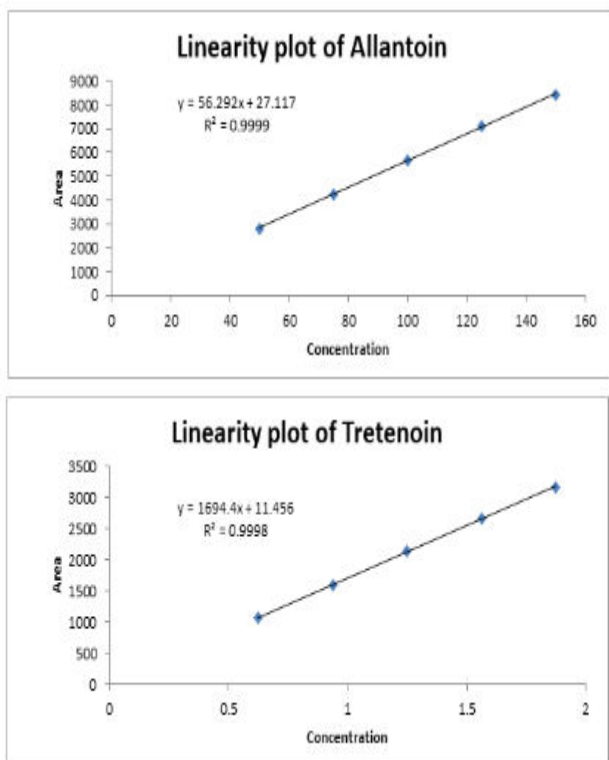 Linearity plot of Allantoin
9000
8000
7000
6000
5000
4000
3000
2000
1000
0
Area
y = 56.292x + 27.117
R² = 0.9999
0 20 40 60 80 100 120 140 160
Concentration
Linearity plot of Tretenoin
3500
3000
2500
2000
1500
1000
500
0
Area
y = 1694.4x + 11.456
R² = 0.9998
0 0.5 1 1.5 2
Concentration